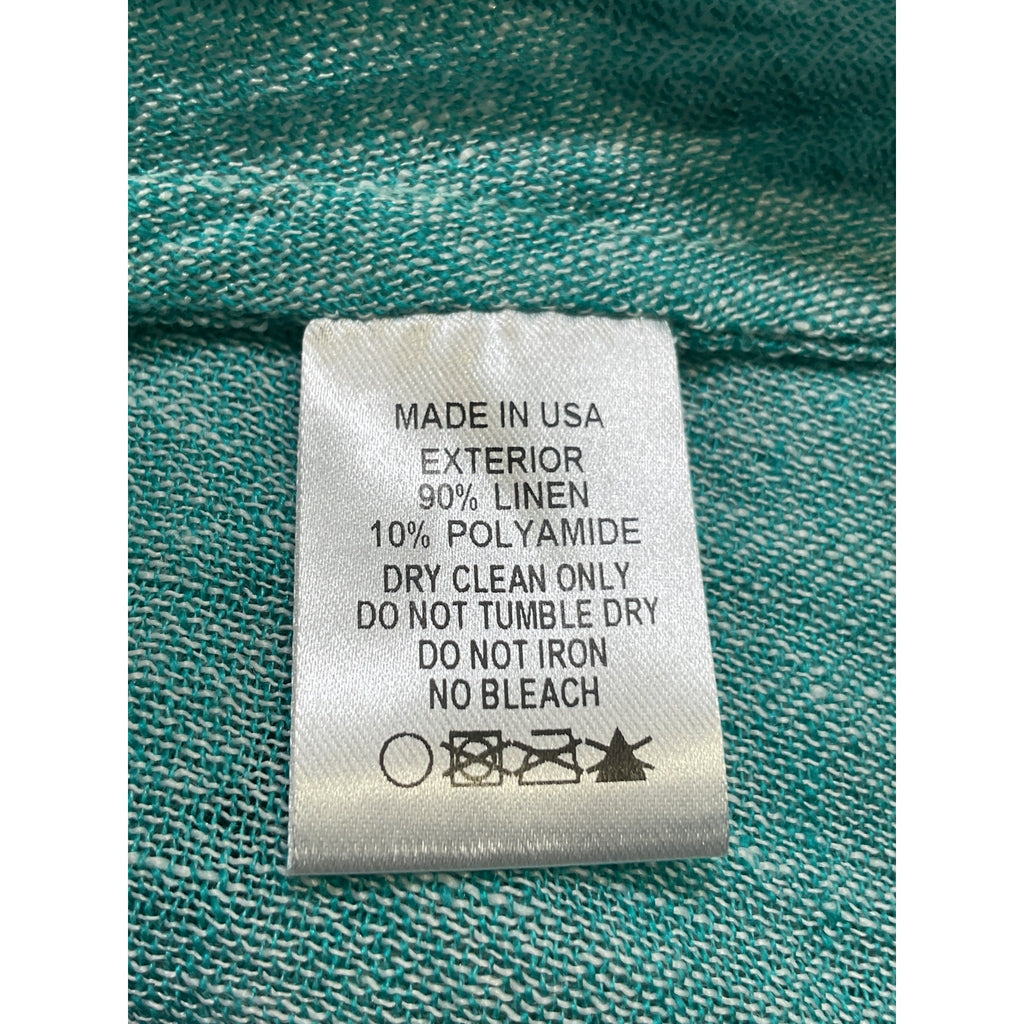 MADE IN USA
EXTERIOR
90% LINEN
10% POLYAMIDE
DRY CLEAN ONLY
DO NOT TUMBLE DRY
DO NOT IRON
NO BLEACH